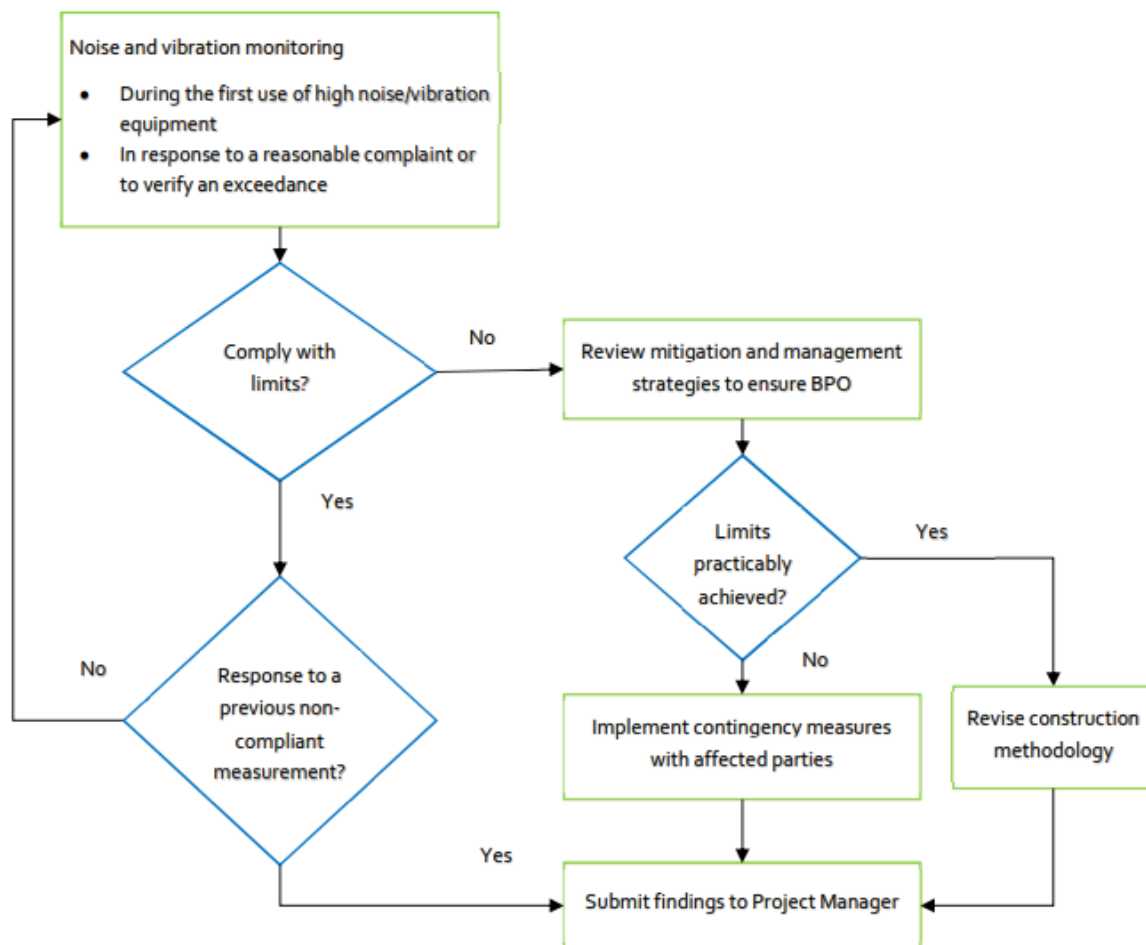 Noise and vibration monitoring
• During the first use of high noise/vibration
equipment
• In response to a reasonable complaint or
to verify an exceedance
Comply with
limits?
No
Review mitigation and management
strategies to ensure BPO
Yes
Limits
practicably
achieved?
Yes
No
Response to a
previous non-
compliant
measurement?
No
Implement contingency measures
with affected parties
Revise construction
methodology
Yes
Submit findings to Project Manager